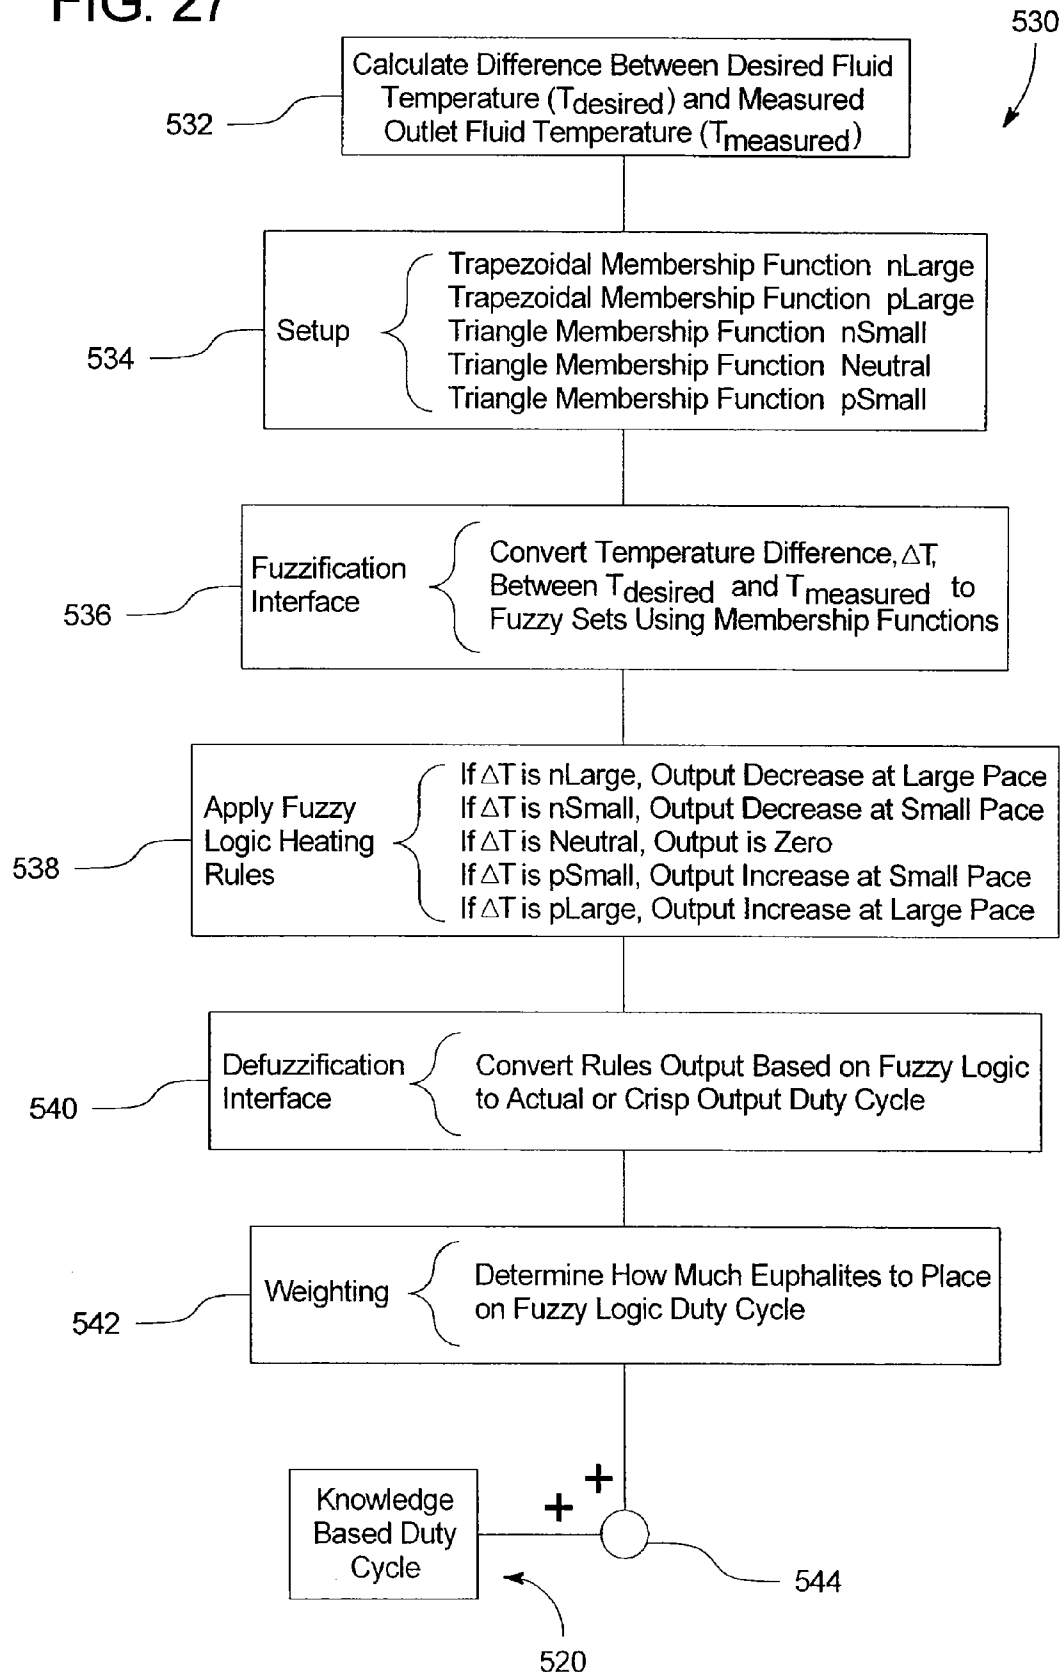 FIG. 27
530
Calculate Difference Between Desired Fluid
Temperature (Tdesired) and Measured
Outlet Fluid Temperature (Tmeasured)
532
Setup
Trapezoidal Membership Function nLarge
Trapezoidal Membership Function pLarge
Triangle Membership Function nSmall
Triangle Membership Function Neutral
Triangle Membership Function pSmall
534
Fuzzification
Interface
Convert Temperature Difference, ΔT,
Between Tdesired and Tmeasured to
Fuzzy Sets Using Membership Functions
536
Apply Fuzzy
Logic Heating
Rules
If ΔT is nLarge, Output Decrease at Large Pace
If ΔT is nSmall, Output Decrease at Small Pace
If ΔT is Neutral, Output is Zero
If ΔT is pSmall, Output Increase at Small Pace
If ΔT is pLarge, Output Increase at Large Pace
538
Defuzzification
Interface
Convert Rules Output Based on Fuzzy Logic
to Actual or Crisp Output Duty Cycle
540
Weighting
Determine How Much Euphalites to Place
on Fuzzy Logic Duty Cycle
542
+
+
Knowledge
Based Duty
Cycle
544
520